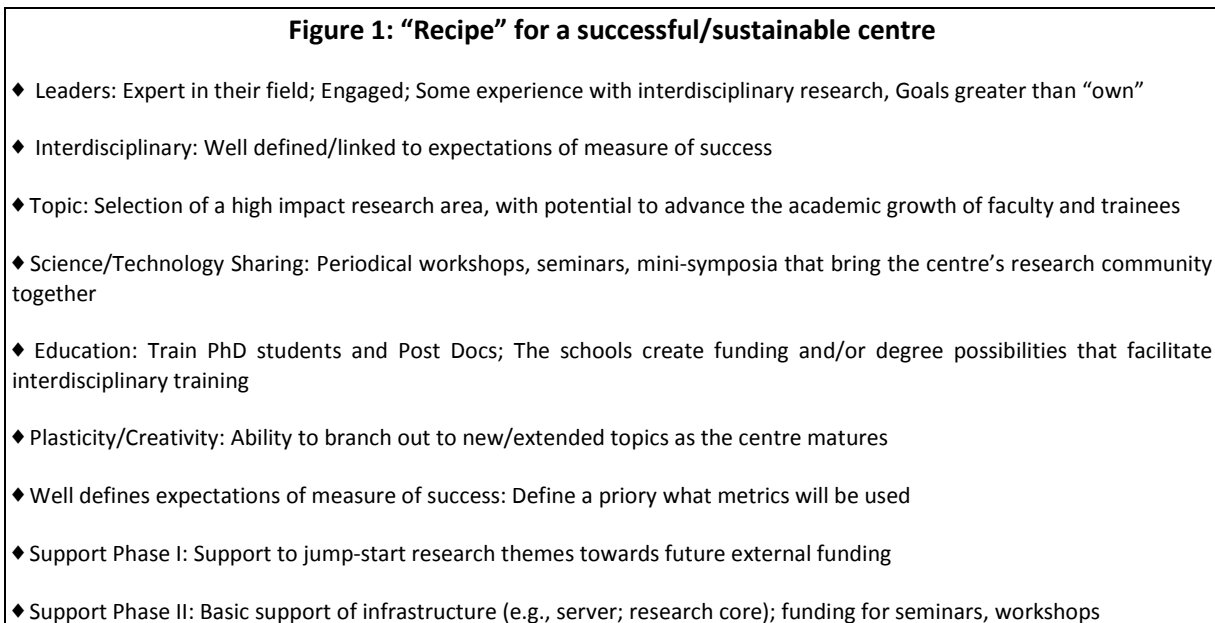 Figure 1: “Recipe” for a successful/sustainable centre
♦ Leaders: Expert in their field; Engaged; Some experience with interdisciplinary research, Goals greater than “own”
♦ Interdisciplinary: Well defined/linked to expectations of measure of success
♦ Topic: Selection of a high impact research area, with potential to advance the academic growth of faculty and trainees
♦ Science/Technology Sharing: Periodical workshops, seminars, mini-symposia that bring the centre’s research community
together
♦ Education: Train PhD students and Post Docs; The schools create funding and/or degree possibilities that facilitate
interdisciplinary training
♦ Plasticity/Creativity: Ability to branch out to new/extended topics as the centre matures
♦ Well defines expectations of measure of success: Define a priory what metrics will be used
♦ Support Phase I: Support to jump-start research themes towards future external funding
♦ Support Phase II: Basic support of infrastructure (e.g., server; research core); funding for seminars, workshops